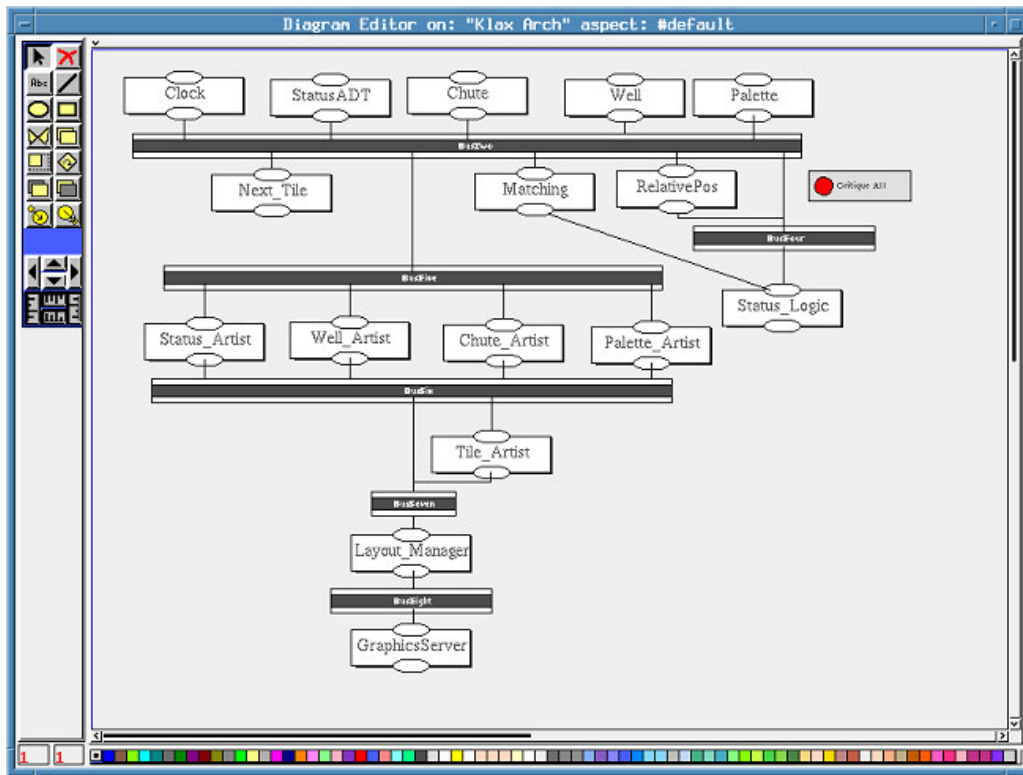 Diagram Editor on: "Klax Arch" aspect: #default
Abc
Clock
StatusADT
Chute
Well
Palette
BusTwo
Next_Tile
Matching
RelativePos
Critique All
BusFour
BusFive
Status_Logic
Status_Artist
Well_Artist
Chute_Artist
Palette_Artist
BusSix
Tile_Artist
BusSeven
Layout_Manager
BusEight
GraphicsServer
1
1